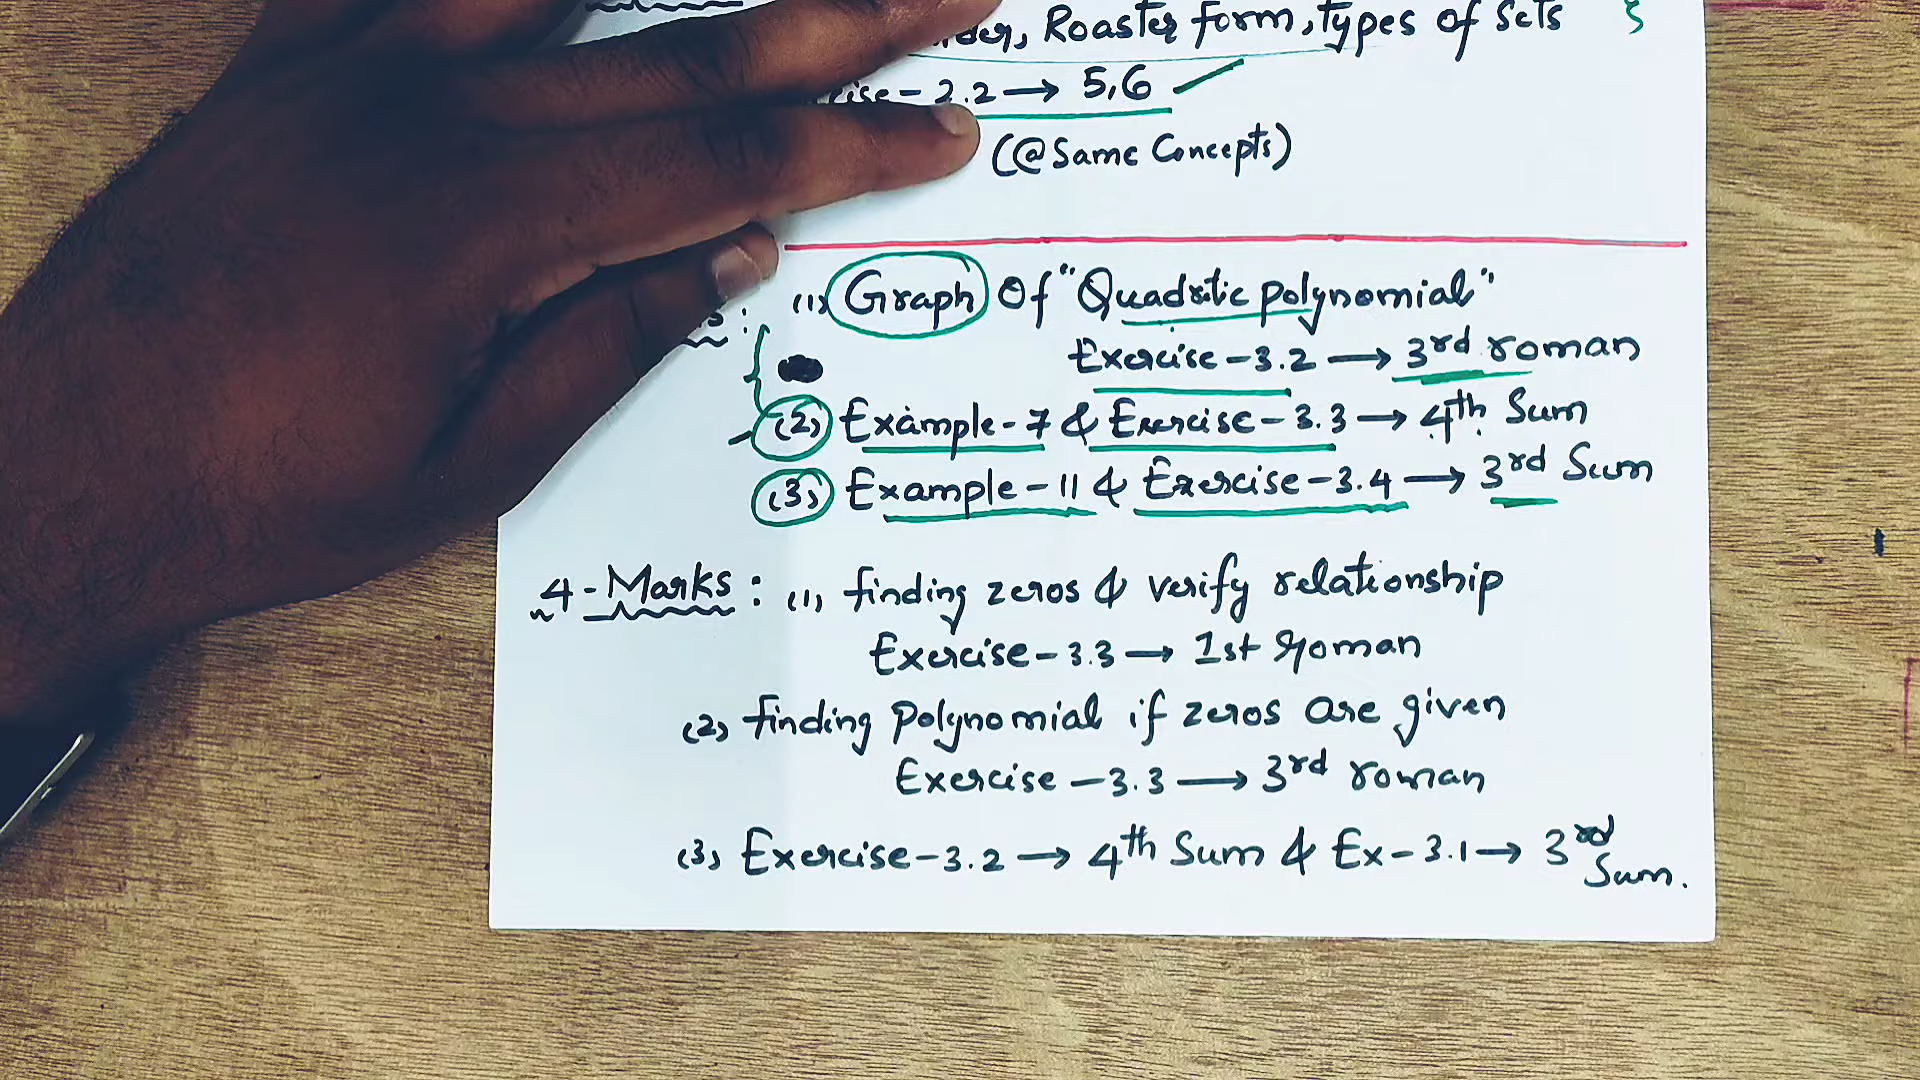 Roaster form, types of Sets
2.2 → 5,6
(@Same Concepts)
(1) Graph Of "Quadratic polynomial"
Exercise-3.2 → 3rd roman
(2) Example-7 & Exercise-3.3 → 4th Sum
(3) Example-11 & Exercise-3.4 → 3rd Sum
4-Marks: (1) finding zeros & verify relationship
Exercise-3.3 → 1st roman
(2) finding polynomial if zeros are given
Exercise-3.3 → 3rd roman
(3) Exercise-3.2 → 4th Sum & Ex-3.1 → 3rd
Sum.